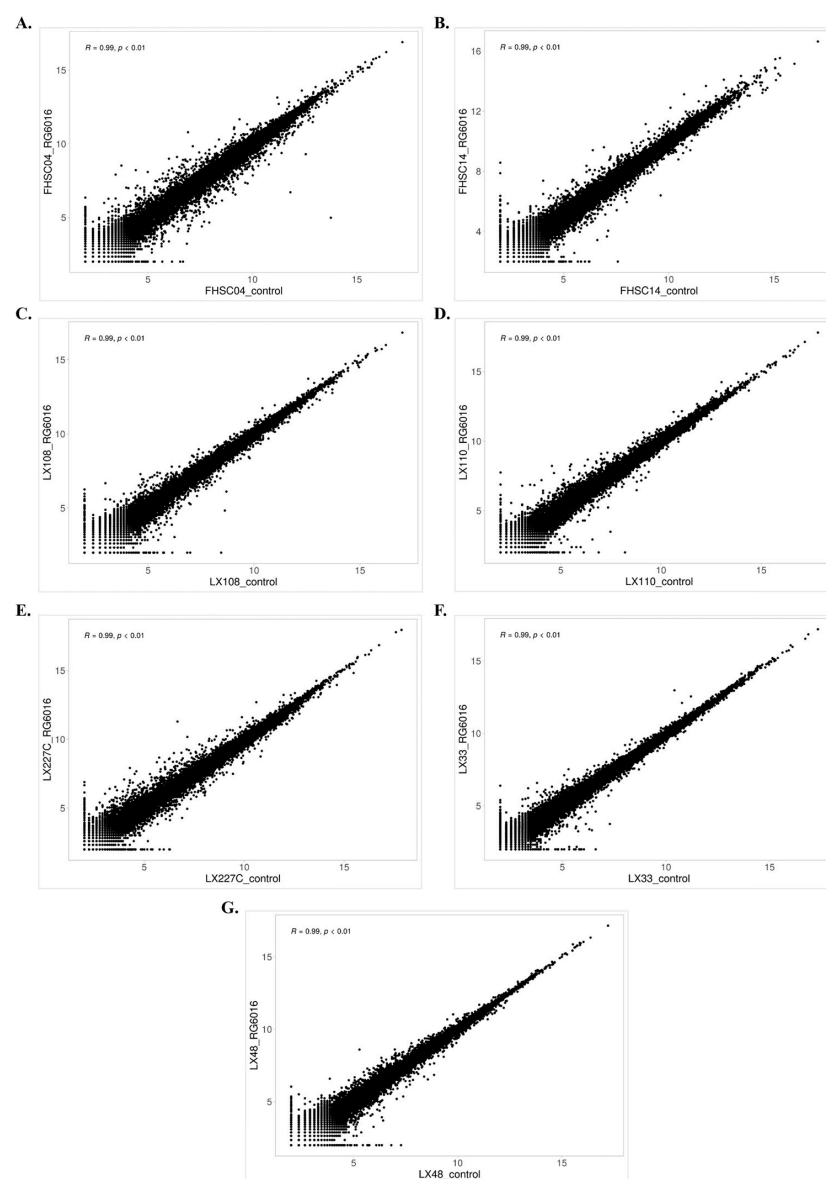 A.
R = 0.99, p < 0.01
15
10
5
FHSC04_RG6016
5 10 15
FHSC04_control
B.
R = 0.99, p < 0.01
16
12
8
4
FHSC14_RG6016
5 10 15
FHSC14_control
C.
R = 0.99, p < 0.01
15
10
5
LX108_RG6016
5 10 15
LX108_control
D.
R = 0.99, p < 0.01
15
10
5
LX110_RG6016
5 10 15
LX110_control
E.
R = 0.99, p < 0.01
15
10
5
LX227C_RG6016
5 10 15
LX227C_control
F.
R = 0.99, p < 0.01
15
10
5
LX33_RG6016
5 10 15
LX33_control
G.
R = 0.99, p < 0.01
15
10
5
LX48_RG6016
5 10 15
LX48_control